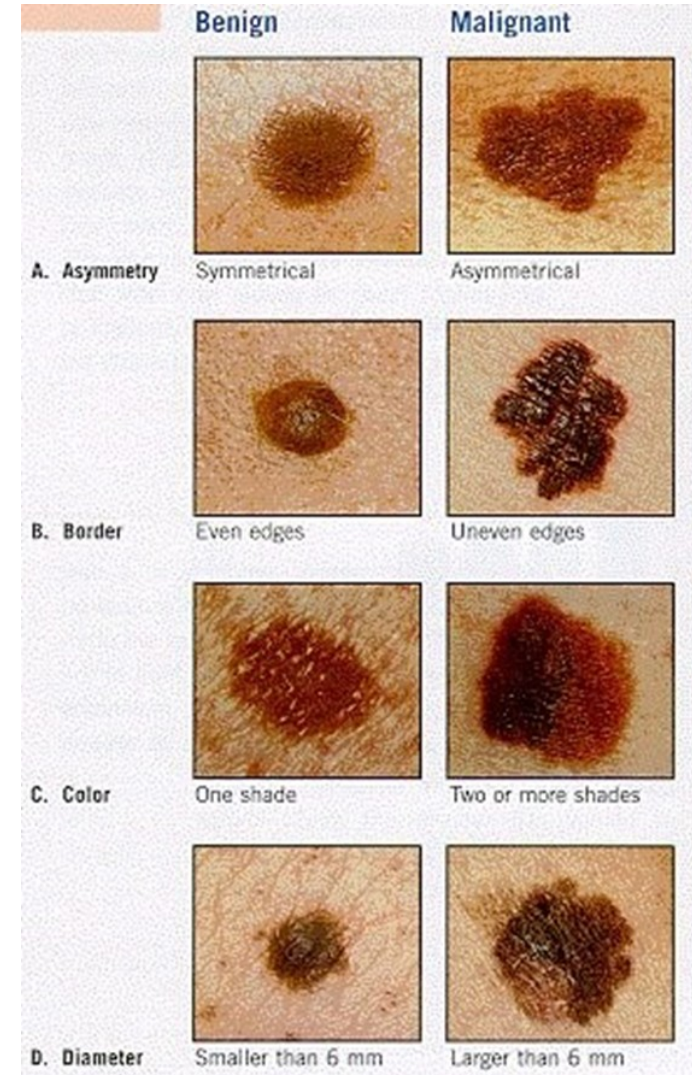 Benign Malignant
A. Asymmetry Symmetrical Asymmetrical
B. Border Even edges Uneven edges
C. Color One shade Two or more shades
D. Diameter Smaller than 6 mm Larger than 6 mm